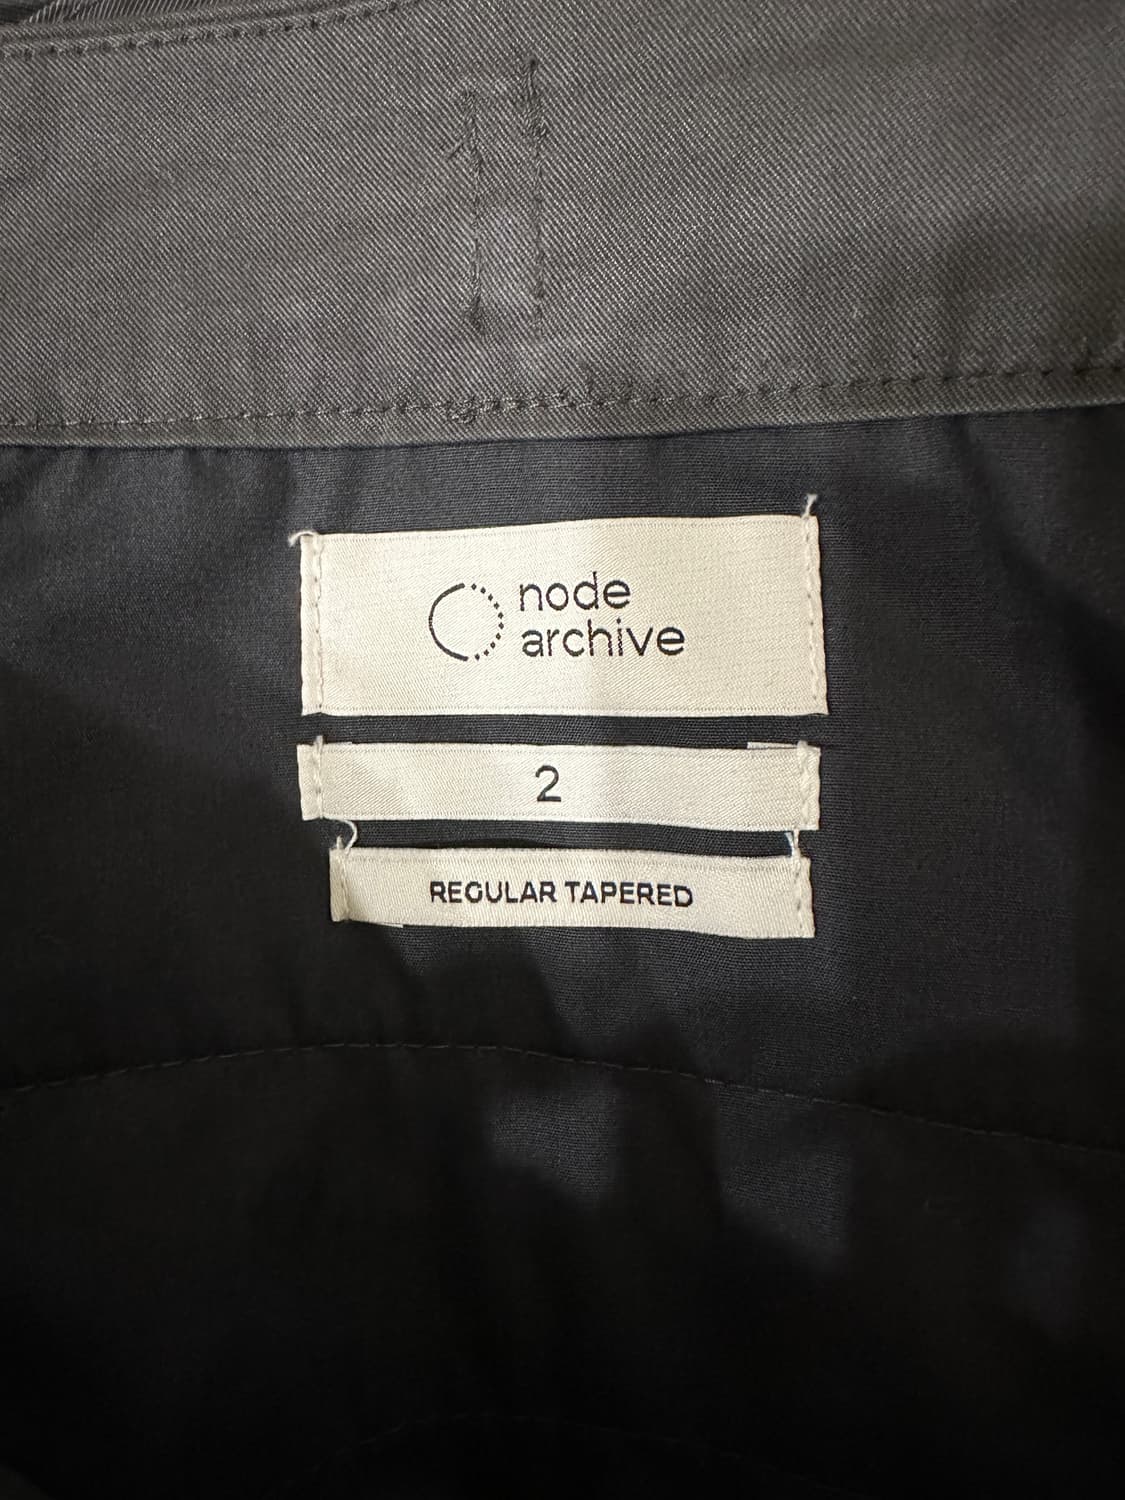 node
archive
2
REGULAR TAPERED